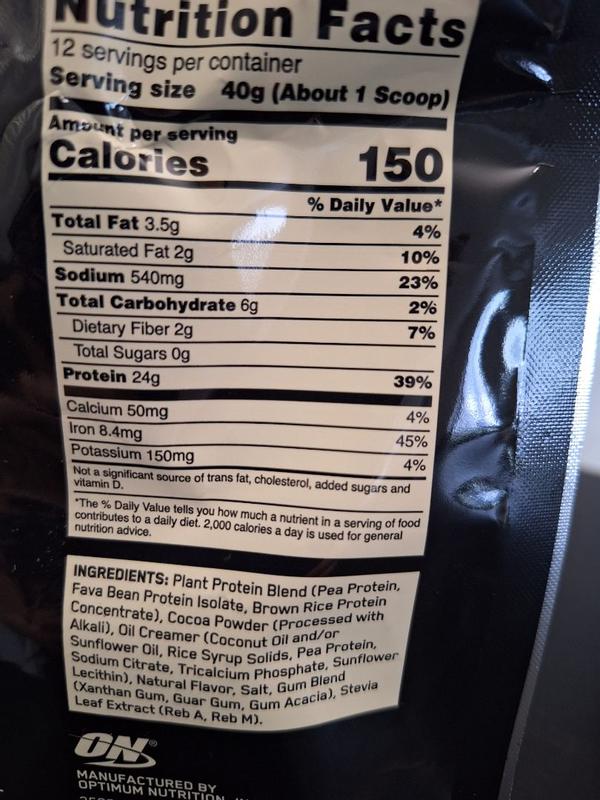 Nutrition Facts
12 servings per container
Serving size 40g (About 1 Scoop)
Amount per serving
Calories 150
% Daily Value*
Total Fat 3.5g 4%
Saturated Fat 2g 10%
Sodium 540mg 23%
Total Carbohydrate 6g 2%
Dietary Fiber 2g 7%
Total Sugars 0g
Protein 24g 39%
Calcium 50mg 4%
Iron 8.4mg 45%
Potassium 150mg 4%
Not a significant source of trans fat, cholesterol, added sugars and
vitamin D.
*The % Daily Value tells you how much a nutrient in a serving of food
contributes to a daily diet. 2,000 calories a day is used for general
nutrition advice.
INGREDIENTS: Plant Protein Blend (Pea Protein,
Fava Bean Protein Isolate, Brown Rice Protein
Concentrate), Cocoa Powder (Processed with
Alkali), Oil Creamer (Coconut Oil and/or
Sunflower Oil, Rice Syrup Solids, Pea Protein,
Sodium Citrate, Tricalcium Phosphate, Sunflower
Lecithin), Natural Flavor, Salt, Gum Blend
(Xanthan Gum, Guar Gum, Gum Acacia), Stevia
Leaf Extract (Reb A, Reb M).
ON®
MANUFACTURED BY
OPTIMUM NUTRITION